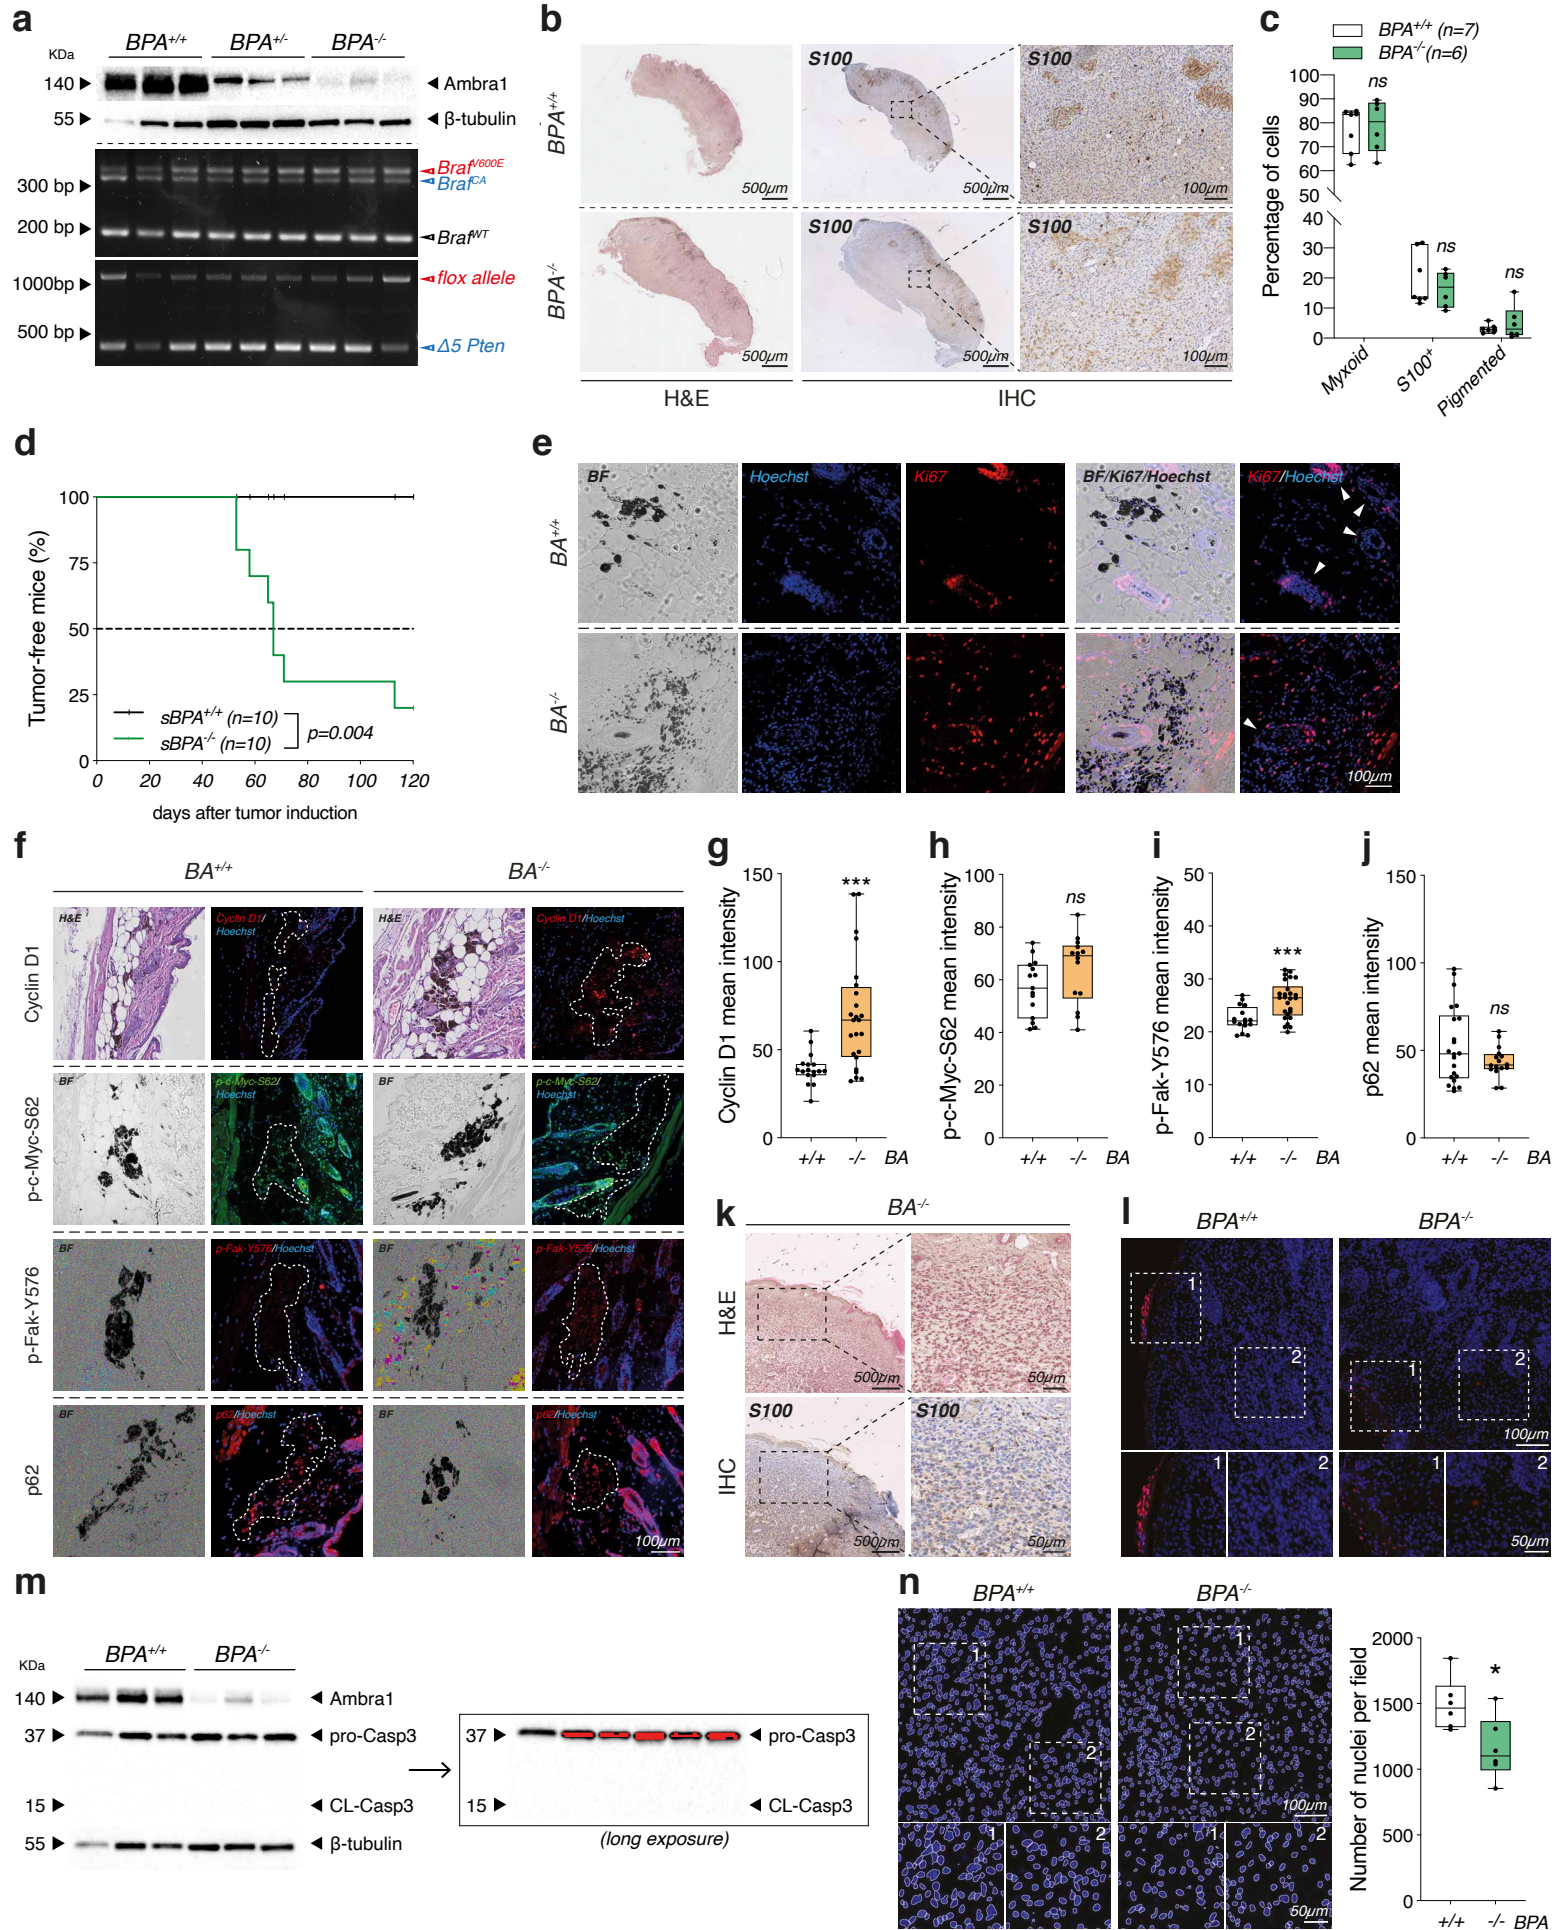 a
KDa
BPA+/+
BPA+/-
BPA-/-
140
Ambra1
55
β-tubulin
BrafV600E
BrafCA
300 bp
200 bp
BrafWT
1000bp
flox allele
500 bp
Δ5 Pten
b
BPA+/+
S100
S100
500µm
500µm
100µm
BPA-/-
S100
S100
500µm
500µm
100µm
H&E
IHC
c
BPA+/+ (n=7)
BPA-/- (n=6)
Percentage of cells
100
90
80
70
60
50
40
30
20
10
0
ns
ns
ns
Myxoid
S100+
Pigmented
d
Tumor-free mice (%)
100
75
50
25
0
sBPA+/+ (n=10)
sBPA-/- (n=10)
p=0.004
0 20 40 60 80 100 120
days after tumor induction
e
BF
Hoechst
Ki67
BF/Ki67/Hoechst
Ki67/Hoechst
BA+/+
BA-/-
100µm
f
BA+/+
BA-/-
Cyclin D1
H&E
Cyclin D1/
Hoechst
H&E
Cyclin D1/Hoechst
p-c-Myc-S62
BF
p-c-Myc-S62/
Hoechst
BF
p-c-Myc-S62/
Hoechst
p-Fak-Y576
BF
p-Fak-Y576/Hoechst
BF
p-Fak-Y576/Hoechst
p62
BF
p62/Hoechst
BF
p62/Hoechst
100µm
g
Cyclin D1 mean intensity
150
100
50
0
***
+/+ -/- BA
h
p-c-Myc-S62 mean intensity
100
80
60
40
20
0
ns
+/+ -/- BA
i
p-Fak-Y576 mean intensity
50
40
30
20
10
0
***
+/+ -/- BA
j
p62 mean intensity
150
100
50
0
ns
+/+ -/- BA
k
BA-/-
H&E
500µm
50µm
IHC
S100
S100
500µm
50µm
l
BPA+/+
BPA-/-
1
2
1
2
100µm
1
2
1
2
50µm
m
KDa
BPA+/+
BPA-/-
140
Ambra1
37
pro-Casp3
15
CL-Casp3
55
β-tubulin
37
pro-Casp3
15
CL-Casp3
(long exposure)
n
BPA+/+
BPA-/-
1
2
1
2
100µm
1
2
1
2
50µm
Number of nuclei per field
2000
1500
1000
500
0
*
+/+ -/- BPA